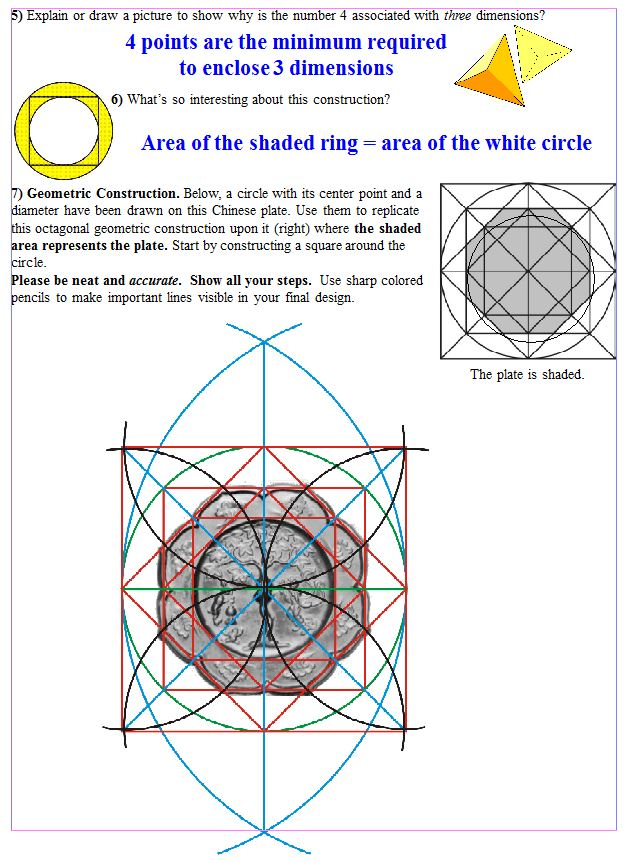 5) Explain or draw a picture to show why is the number 4 associated with three dimensions?
4 points are the minimum required
to enclose 3 dimensions
6) What's so interesting about this construction?
Area of the shaded ring = area of the white circle
7) Geometric Construction. Below, a circle with its center point and a
diameter have been drawn on this Chinese plate. Use them to replicate
this octagonal geometric construction upon it (right) where the shaded
area represents the plate. Start by constructing a square around the
circle.
Please be neat and accurate. Show all your steps. Use sharp colored
pencils to make important lines visible in your final design.
The plate is shaded.